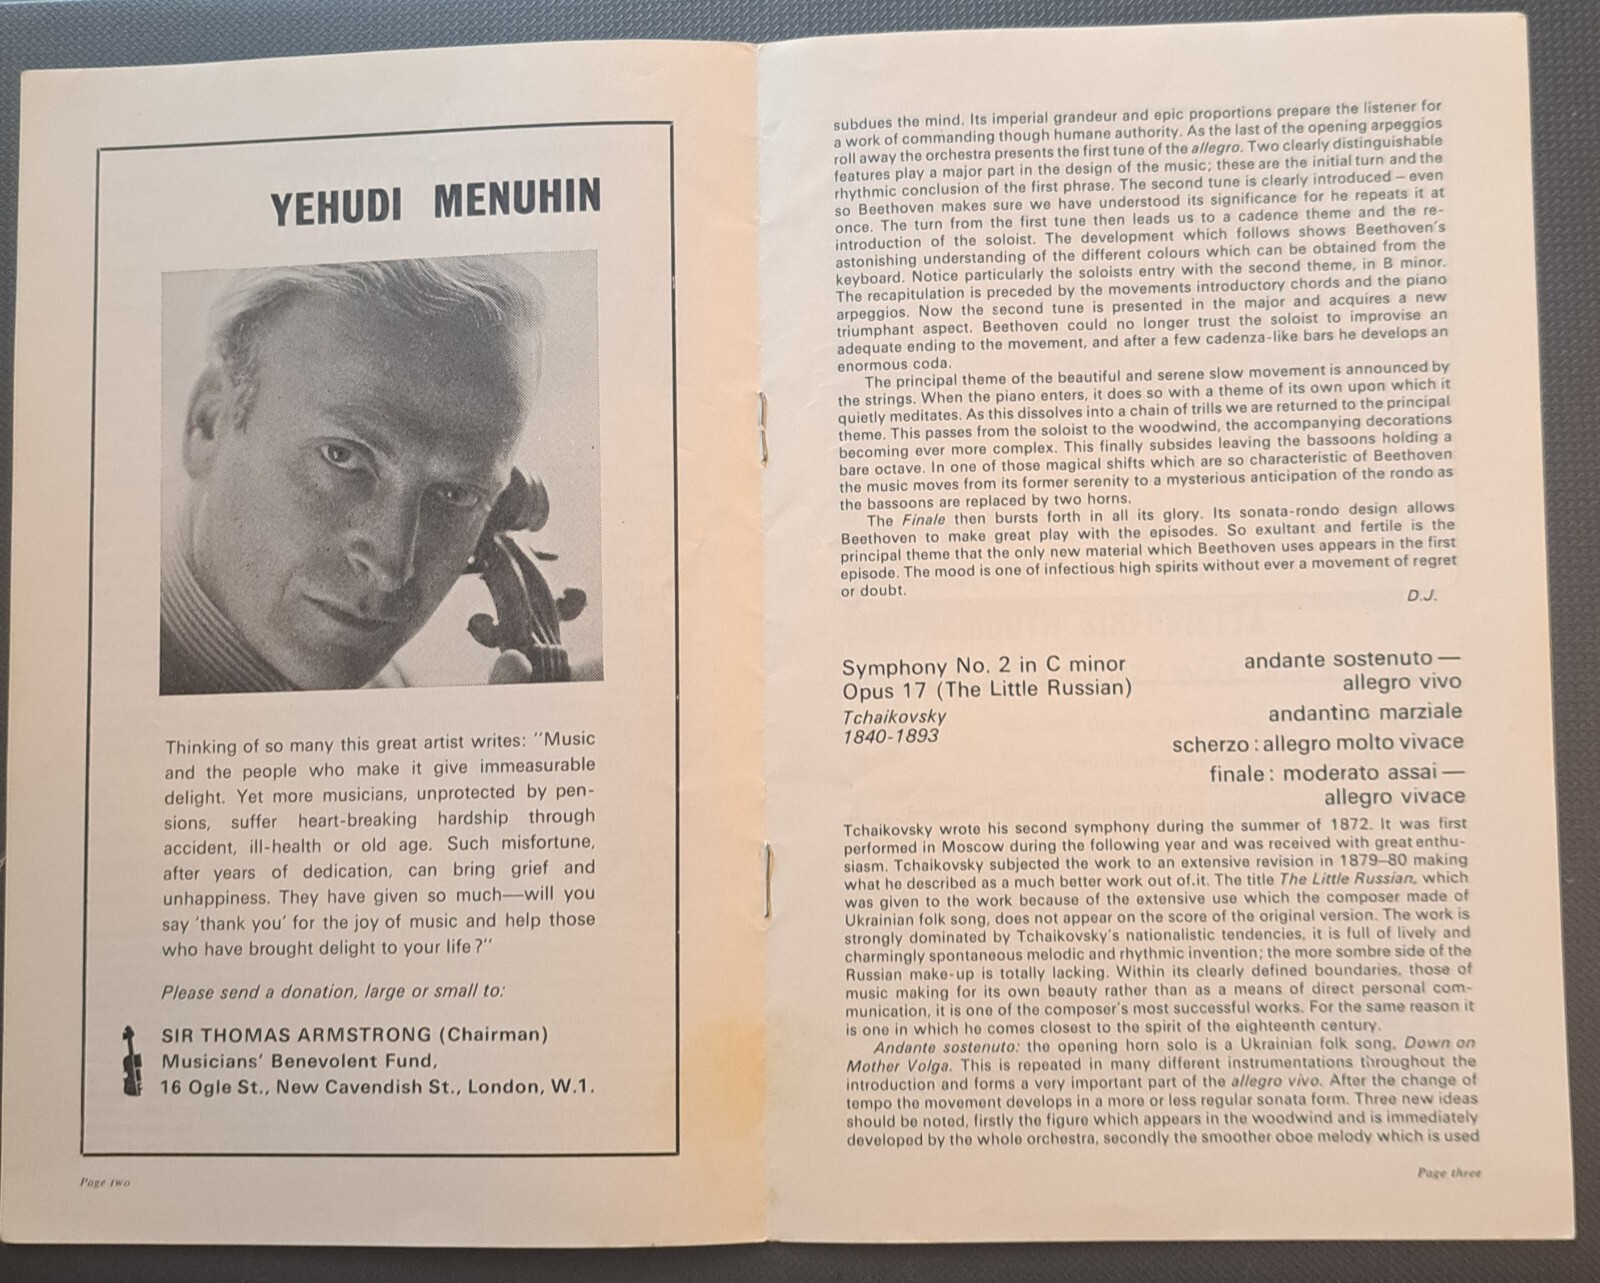 YEHUDI MENUHIN
Thinking of so many this great artist writes: "Music
and the people who make it give immeasurable
delight. Yet more musicians, unprotected by pen-
sions, suffer heart-breaking hardship through
accident, ill-health or old age. Such misfortune,
after years of dedication, can bring grief and
unhappiness. They have given so much—will you
say 'thank you' for the joy of music and help those
who have brought delight to your life?"
Please send a donation, large or small to:
SIR THOMAS ARMSTRONG (Chairman)
Musicians' Benevolent Fund,
16 Ogle St., New Cavendish St., London, W.1.
Page two
subdues the mind. Its imperial grandeur and epic proportions prepare the listener for
a work of commanding though humane authority. As the last of the opening arpeggios
roll away the orchestra presents the first tune of the allegro. Two clearly distinguishable
features play a major part in the design of the music; these are the initial turn and the
rhythmic conclusion of the first phrase. The second tune is clearly introduced – even
so Beethoven makes sure we have understood its significance for he repeats it at
once. The turn from the first tune then leads us to a cadence theme and the re-
introduction of the soloist. The development which follows shows Beethoven's
astonishing understanding of the different colours which can be obtained from the
keyboard. Notice particularly the soloists entry with the second theme, in B minor.
The recapitulation is preceded by the movements introductory chords and the piano
arpeggios. Now the second tune is presented in the major and acquires a new
triumphant aspect. Beethoven could no longer trust the soloist to improvise an
adequate ending to the movement, and after a few cadenza-like bars he develops an
enormous coda.
The principal theme of the beautiful and serene slow movement is announced by
the strings. When the piano enters, it does so with a theme of its own upon which it
quietly meditates. As this dissolves into a chain of trills we are returned to the principal
theme. This passes from the soloist to the woodwind, the accompanying decorations
becoming ever more complex. This finally subsides leaving the bassoons holding a
bare octave. In one of those magical shifts which are so characteristic of Beethoven
the music moves from its former serenity to a mysterious anticipation of the rondo as
the bassoons are replaced by two horns.
The Finale then bursts forth in all its glory. Its sonata-rondo design allows
Beethoven to make great play with the episodes. So exultant and fertile is the
principal theme that the only new material which Beethoven uses appears in the first
episode. The mood is one of infectious high spirits without ever a movement of regret
or doubt.
D.J.
Symphony No. 2 in C minor
Opus 17 (The Little Russian)
Tchaikovsky
1840-1893
andante sostenuto —
allegro vivo
andantino marziale
scherzo : allegro molto vivace
finale : moderato assai —
allegro vivace
Tchaikovsky wrote his second symphony during the summer of 1872. It was first
performed in Moscow during the following year and was received with great enthu-
siasm. Tchaikovsky subjected the work to an extensive revision in 1879–80 making
what he described as a much better work out of.it. The title The Little Russian, which
was given to the work because of the extensive use which the composer made of
Ukrainian folk song, does not appear on the score of the original version. The work is
strongly dominated by Tchaikovsky's nationalistic tendencies, it is full of lively and
charmingly spontaneous melodic and rhythmic invention; the more sombre side of the
Russian make-up is totally lacking. Within its clearly defined boundaries, those of
music making for its own beauty rather than as a means of direct personal com-
munication, it is one of the composer's most successful works. For the same reason it
is one in which he comes closest to the spirit of the eighteenth century.
Andante sostenuto: the opening horn solo is a Ukrainian folk song, Down on
Mother Volga. This is repeated in many different instrumentations throughout the
introduction and forms a very important part of the allegro vivo. After the change of
tempo the movement develops in a more or less regular sonata form. Three new ideas
should be noted, firstly the figure which appears in the woodwind and is immediately
developed by the whole orchestra, secondly the smoother oboe melody which is used
Page three